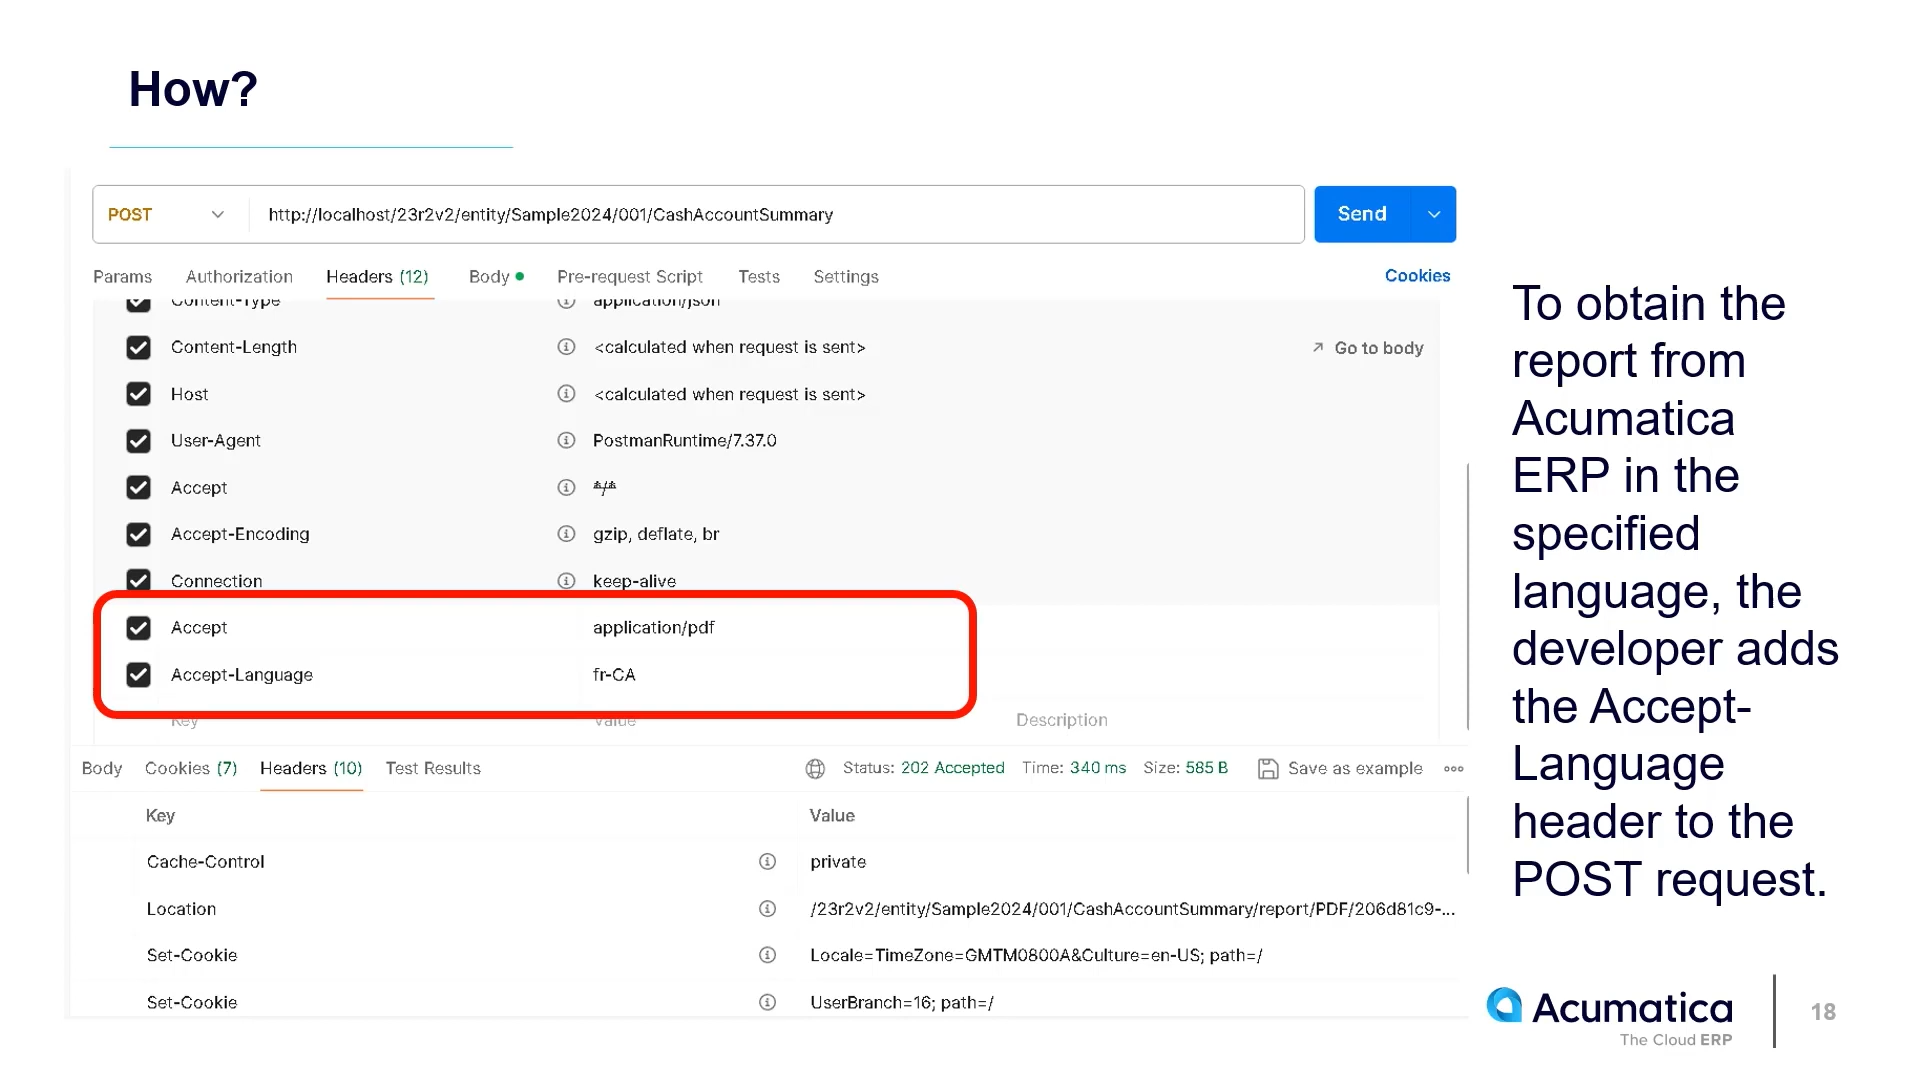 How?
POST http://localhost/23r2v2/entity/Sample2024/001/CashAccountSummary Send
Params Authorization Headers (12) Body Pre-request Script Tests Settings Cookies
Content-Type application/json
Content-Length <calculated when request is sent> Go to body
Host <calculated when request is sent>
User-Agent PostmanRuntime/7.37.0
Accept */*
Accept-Encoding gzip, deflate, br
Connection keep-alive
Accept application/pdf
Accept-Language fr-CA
Key Value Description
Body Cookies (7) Headers (10) Test Results Status: 202 Accepted Time: 340 ms Size: 585 B Save as example
Key Value
Cache-Control private
Location /23r2v2/entity/Sample2024/001/CashAccountSummary/report/PDF/206d81c9-...
Set-Cookie Locale=TimeZone=GMTM0800A&Culture=en-US; path=/
Set-Cookie UserBranch=16; path=/
To obtain the
report from
Acumatica
ERP in the
specified
language, the
developer adds
the Accept-
Language
header to the
POST request.
Acumatica
The Cloud ERP
18